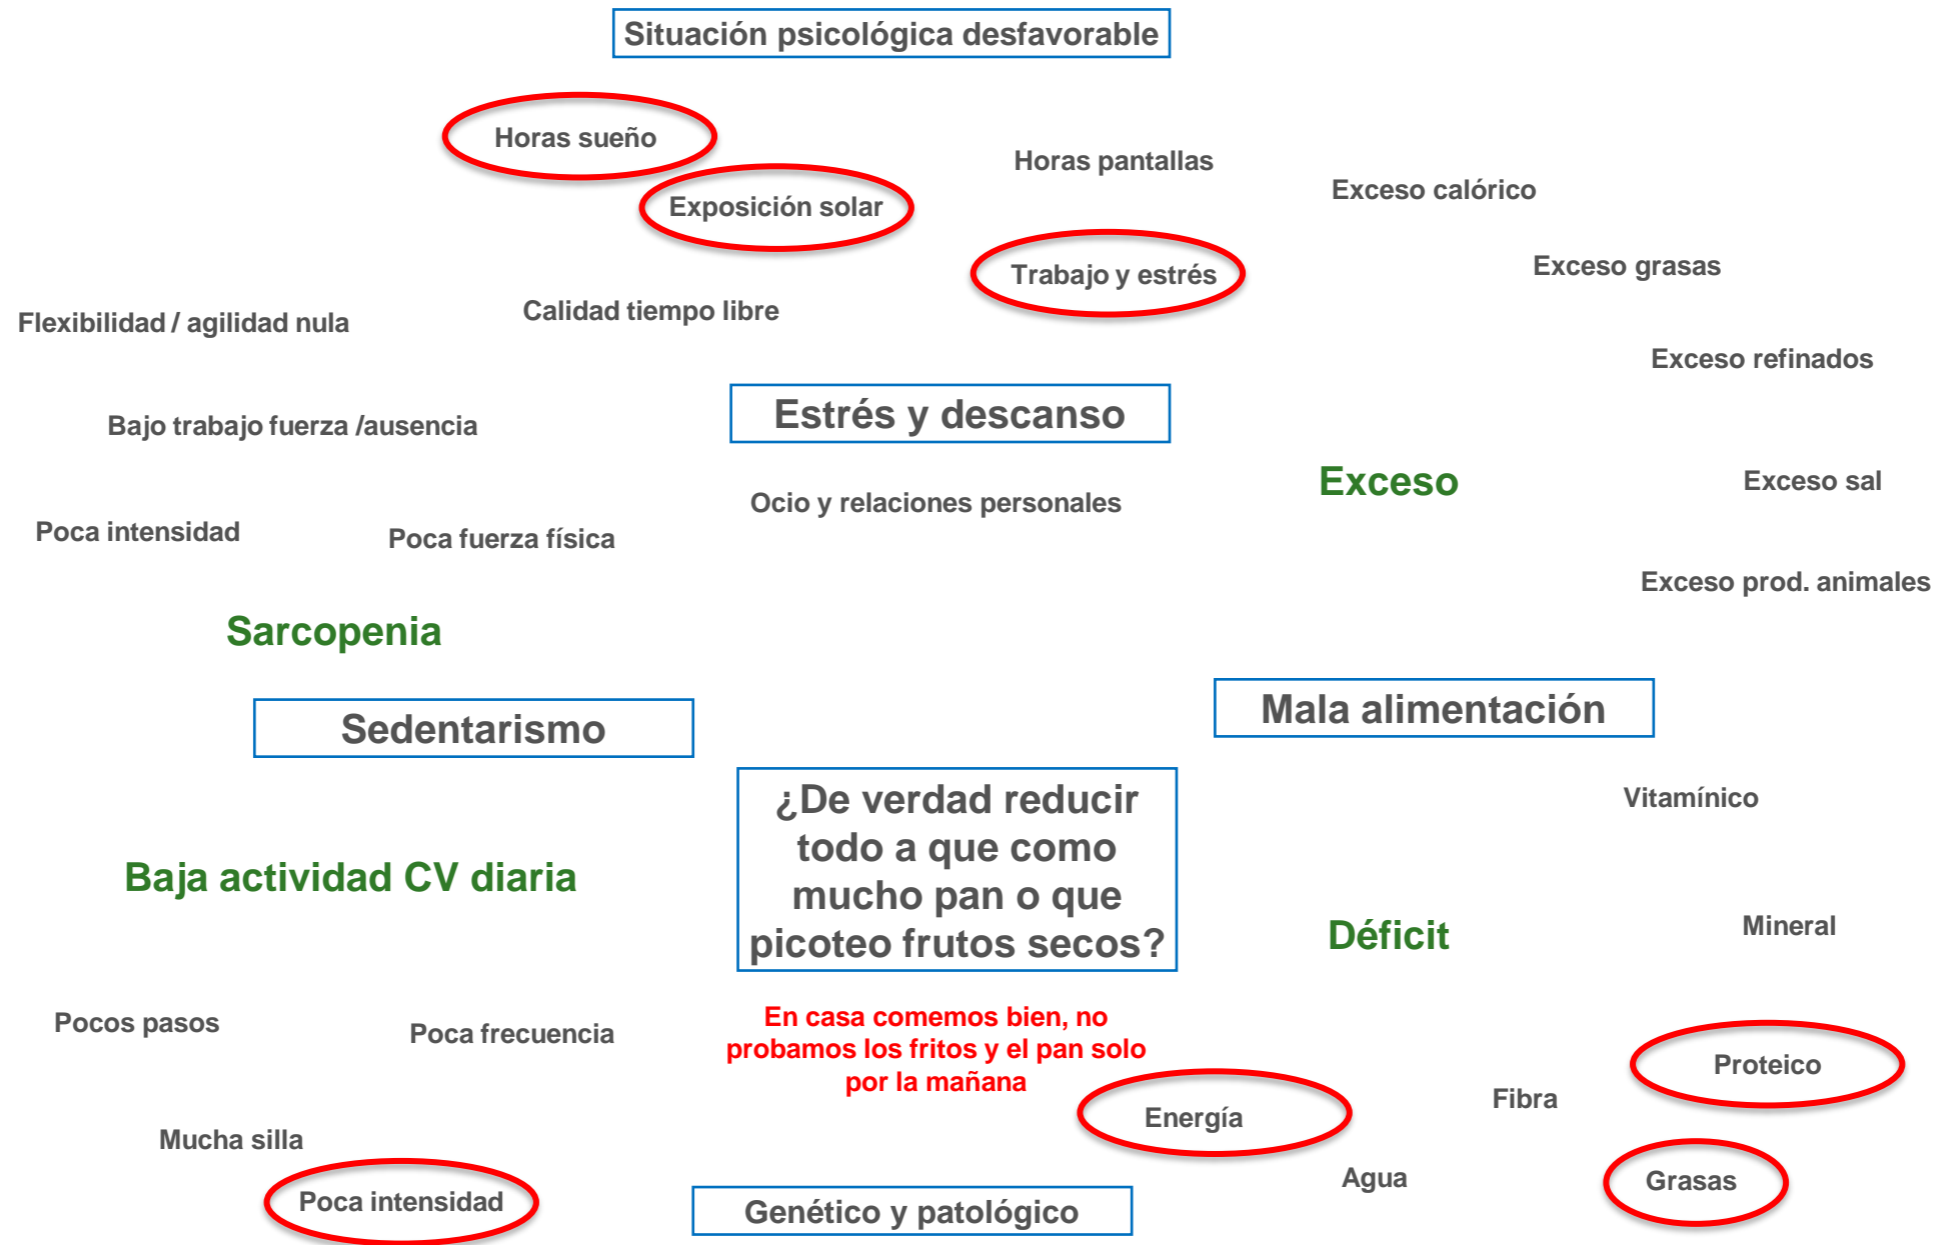 Situación psicológica desfavorable
Horas sueño
Horas pantallas
Exceso calórico
Exposición solar
Exceso grasas
Trabajo y estrés
Calidad tiempo libre
Flexibilidad / agilidad nula
Exceso refinados
Estrés y descanso
Bajo trabajo fuerza /ausencia
Exceso
Exceso sal
Ocio y relaciones personales
Poca intensidad
Poca fuerza física
Exceso prod. animales
Sarcopenia
Mala alimentación
Sedentarismo
¿De verdad reducir
todo a que como
mucho pan o que
picoteo frutos secos?
Vitamínico
Baja actividad CV diaria
Déficit
Mineral
Pocos pasos
Poca frecuencia
En casa comemos bien, no
probamos los fritos y el pan solo
por la mañana
Proteico
Fibra
Energía
Mucha silla
Agua
Grasas
Poca intensidad
Genético y patológico